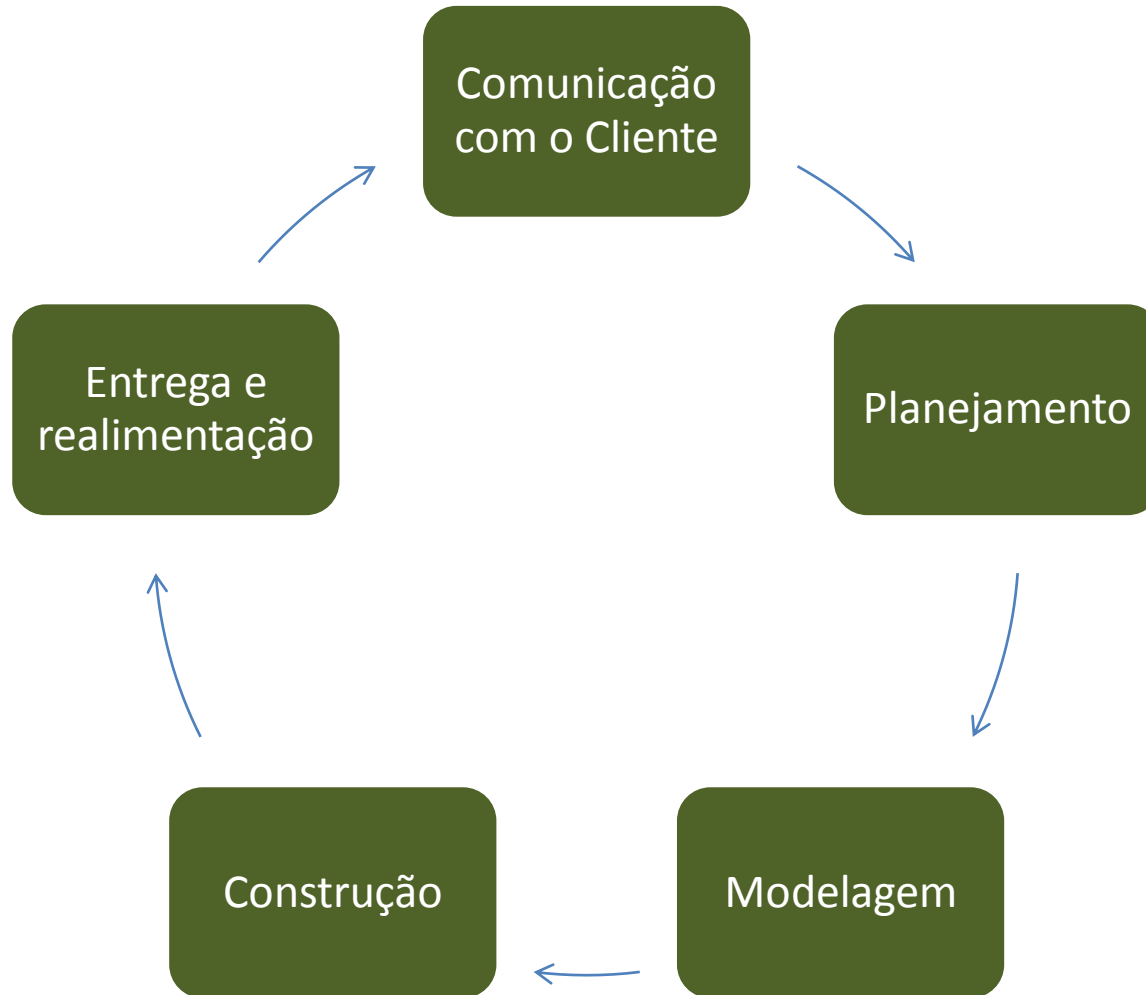 Comunicação
com o Cliente
Planejamento
Modelagem
Construção
Entrega e
realimentação